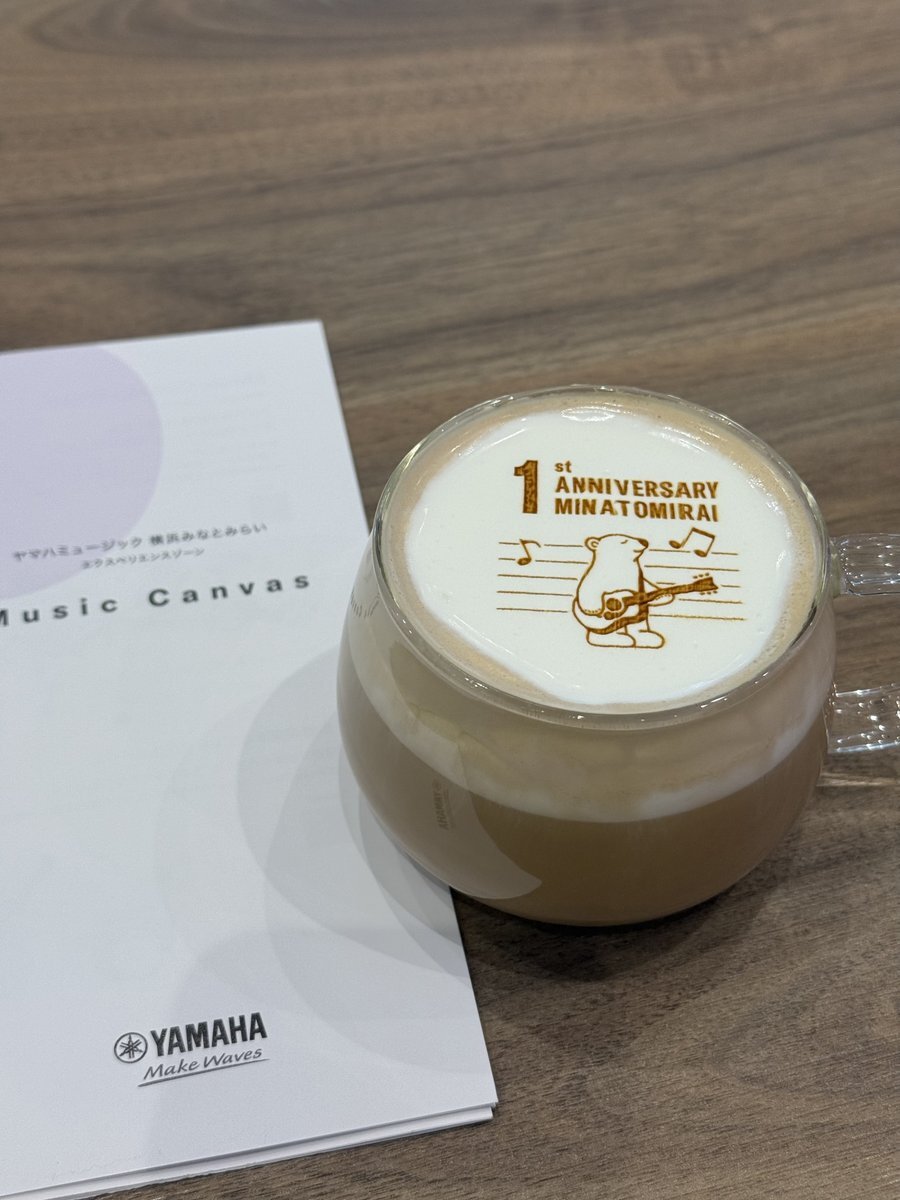 ヤマハミュージック 横浜みなとみらい
エクスペリエンスゾーン
Music Canvas
YAMAHA
Make Waves
1st
ANNIVERSARY
MINATOMIRAI